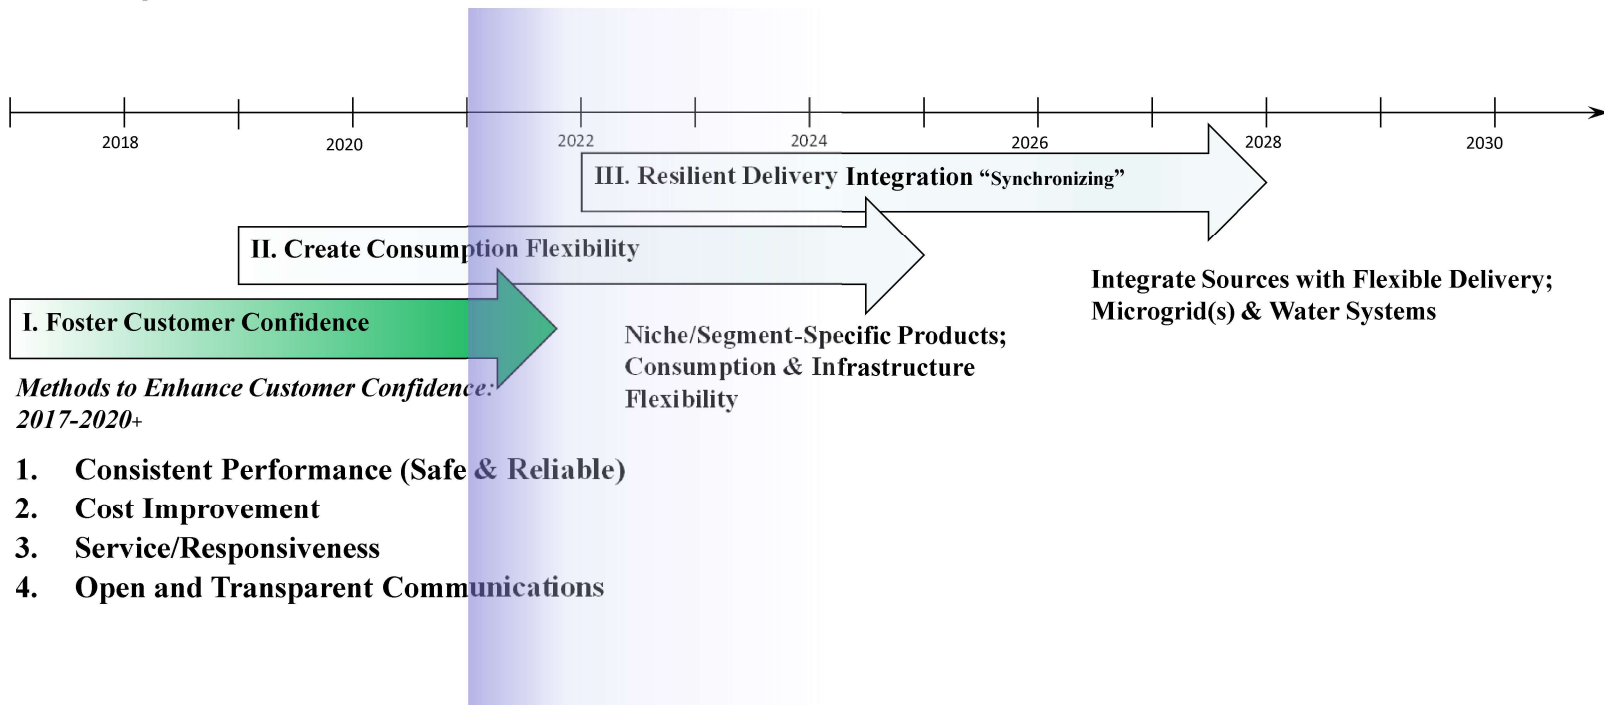 2018 2020 2022 2024 2026 2028 2030
III. Resilient Delivery Integration “Synchronizing”
II. Create Consumption Flexibility
I. Foster Customer Confidence
Integrate Sources with Flexible Delivery;
Microgrid(s) & Water Systems
Niche/Segment-Specific Products;
Consumption & Infrastructure
Flexibility
Methods to Enhance Customer Confidence:
2017-2020+
1. Consistent Performance (Safe & Reliable)
2. Cost Improvement
3. Service/Responsiveness
4. Open and Transparent Communications